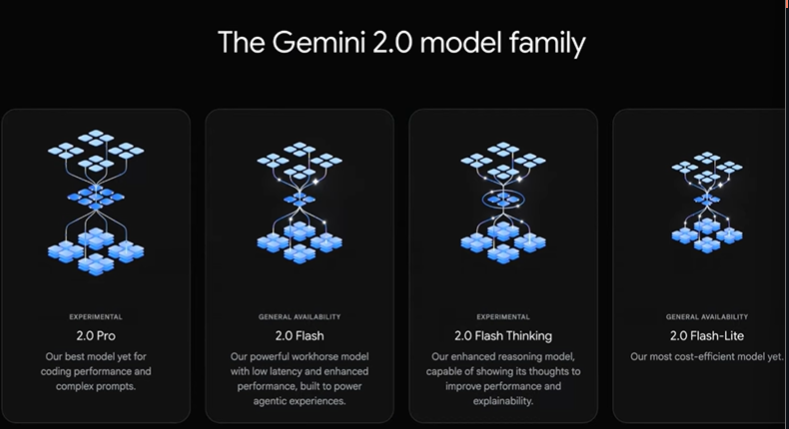 The Gemini 2.0 model family
EXPERIMENTAL
2.0 Pro
Our best model yet for
coding performance and
complex prompts.
GENERAL AVAILABILITY
2.0 Flash
Our powerful workhorse model
with low latency and enhanced
performance, built to power
agentic experiences.
EXPERIMENTAL
2.0 Flash Thinking
Our enhanced reasoning model,
capable of showing its thoughts to
improve performance and
explainability.
GENERAL AVAILABILITY
2.0 Flash-Lite
Our most cost-efficient model yet.